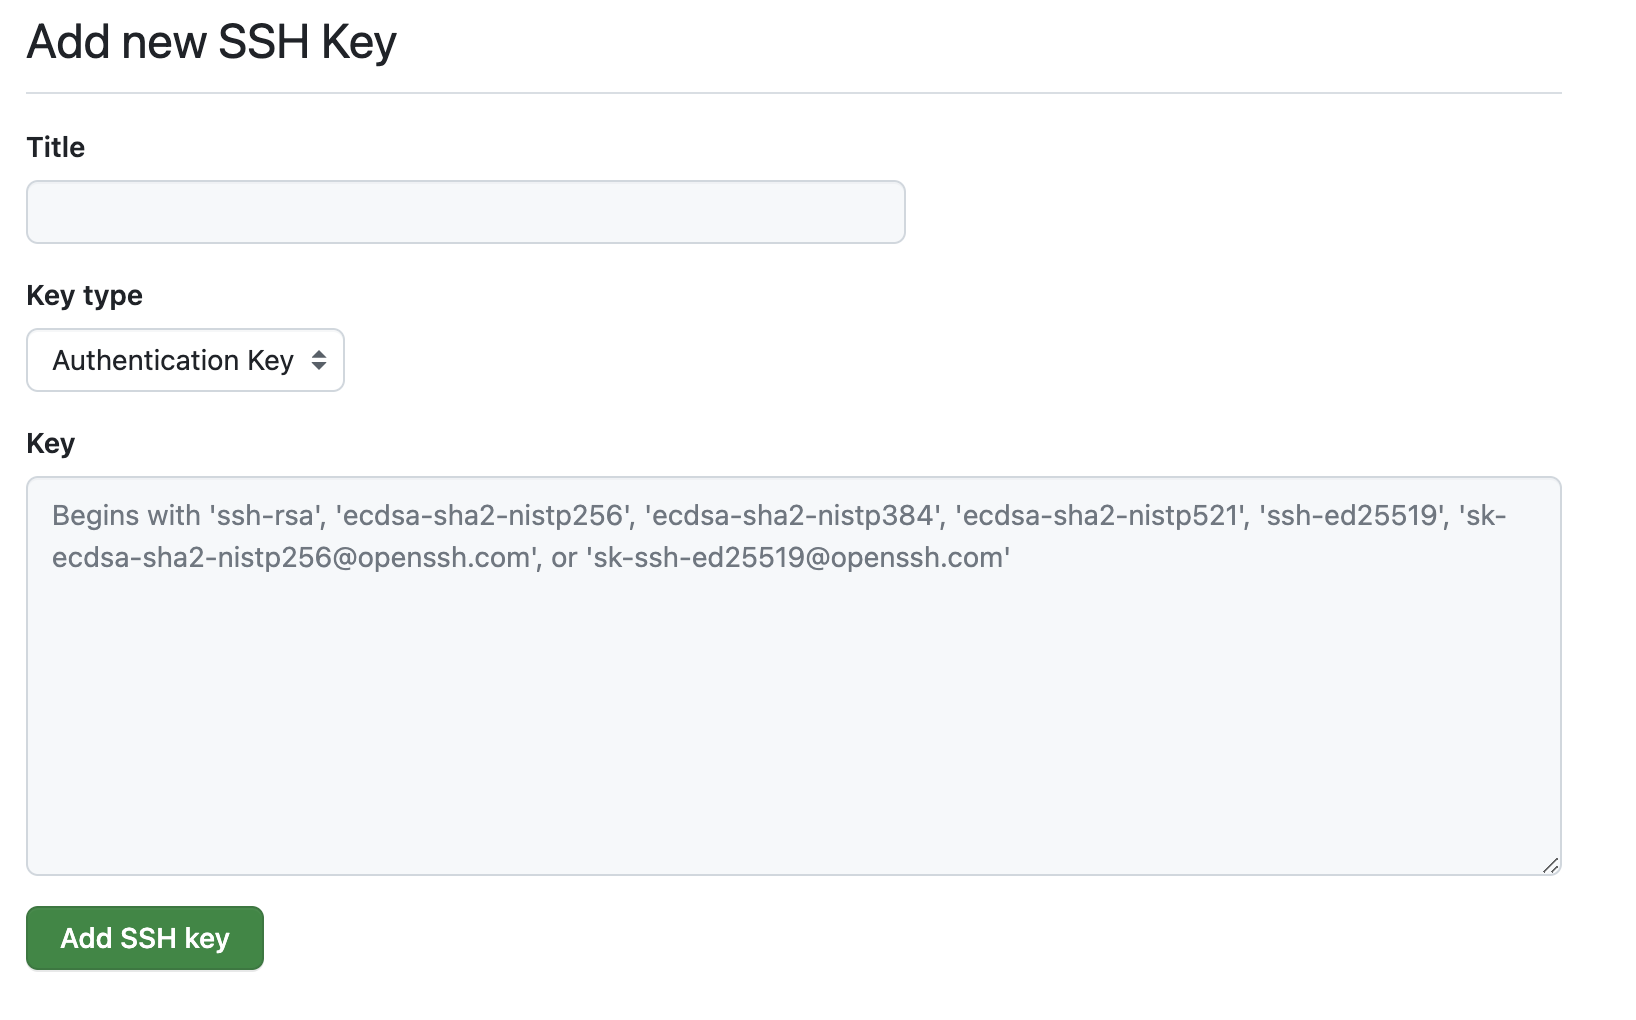 Add new SSH Key
Title
Key type
Authentication Key
Key
Begins with 'ssh-rsa', 'ecdsa-sha2-nistp256', 'ecdsa-sha2-nistp384', 'ecdsa-sha2-nistp521', 'ssh-ed25519', 'sk-
ecdsa-sha2-nistp256@openssh.com', or 'sk-ssh-ed25519@openssh.com'
Add SSH key